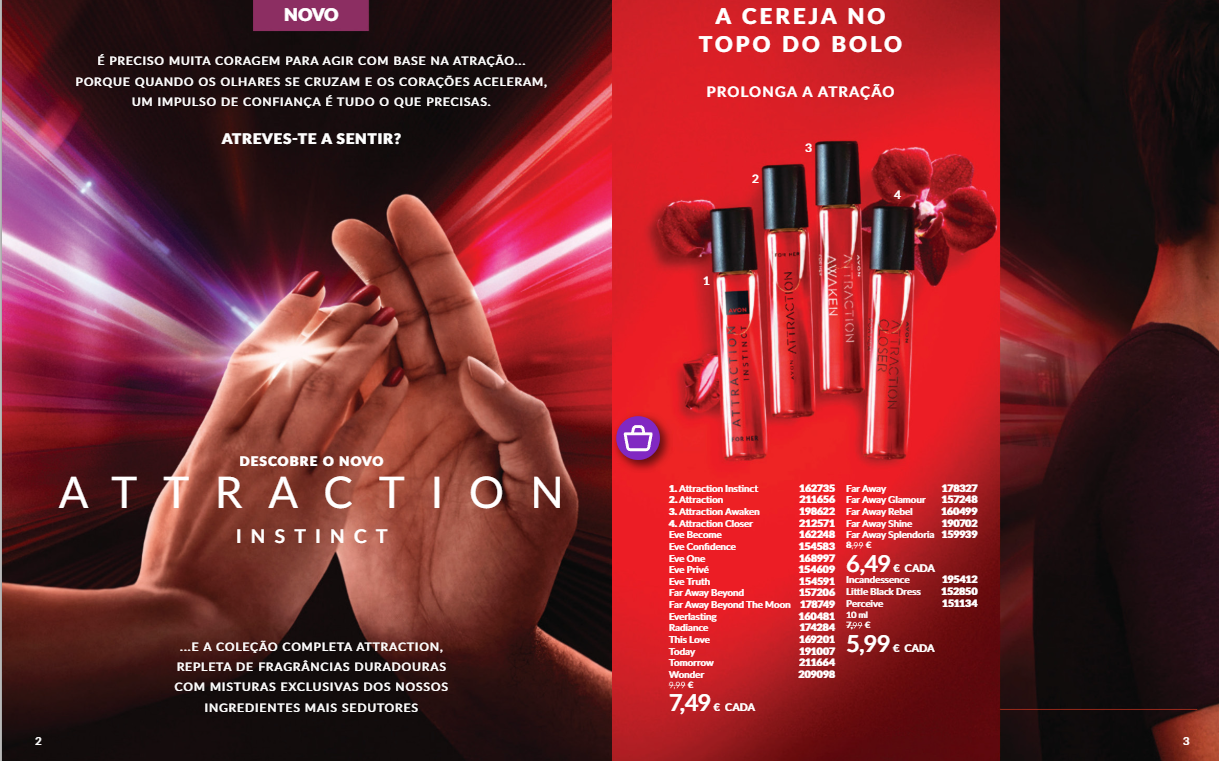 NOVO
É PRECISO MUITA CORAGEM PARA AGIR COM BASE NA ATRAÇÃO...
PORQUE QUANDO OS OLHARES SE CRUZAM E OS CORAÇÕES ACELERAM,
UM IMPULSO DE CONFIANÇA É TUDO O QUE PRECISAS.
ATREVES-TE A SENTIR?
DESCOBRE O NOVO
ATTRACTION
INSTINCT
...E A COLEÇÃO COMPLETA ATTRACTION,
REPLETA DE FRAGRÂNCIAS DURADOURAS
COM MISTURAS EXCLUSIVAS DOS NOSSOS
INGREDIENTES MAIS SEDUTORES
2
A CEREJA NO
TOPO DO BOLO
PROLONGA A ATRAÇÃO
1
AVON
ATTRACTION
INSTINCT
FOR HER
2
FOR HER
ATTRACTION
AVON
3
AVON
ATTRACTION
AWAKEN
FOR HER
4
AVON
ATTRACTION
CLOSER
1. Attraction Instinct 162735
2. Attraction 211656
3. Attraction Awaken 198622
4. Attraction Closer 212571
Eve Become 162248
Eve Confidence 154583
Eve One 168997
Eve Privé 154609
Eve Truth 154591
Far Away Beyond 157206
Far Away Beyond The Moon 178749
Everlasting 160481
Radiance 174284
This Love 169201
Today 191007
Tomorrow 211664
Wonder 209098
9,99 €
7,49 € CADA
Far Away 178327
Far Away Glamour 157248
Far Away Rebel 160499
Far Away Shine 190702
Far Away Splendoria 159939
8,99 €
6,49 € CADA
Incandessence 195412
Little Black Dress 152850
Perceive 151134
10 ml
7,99 €
5,99 € CADA
3